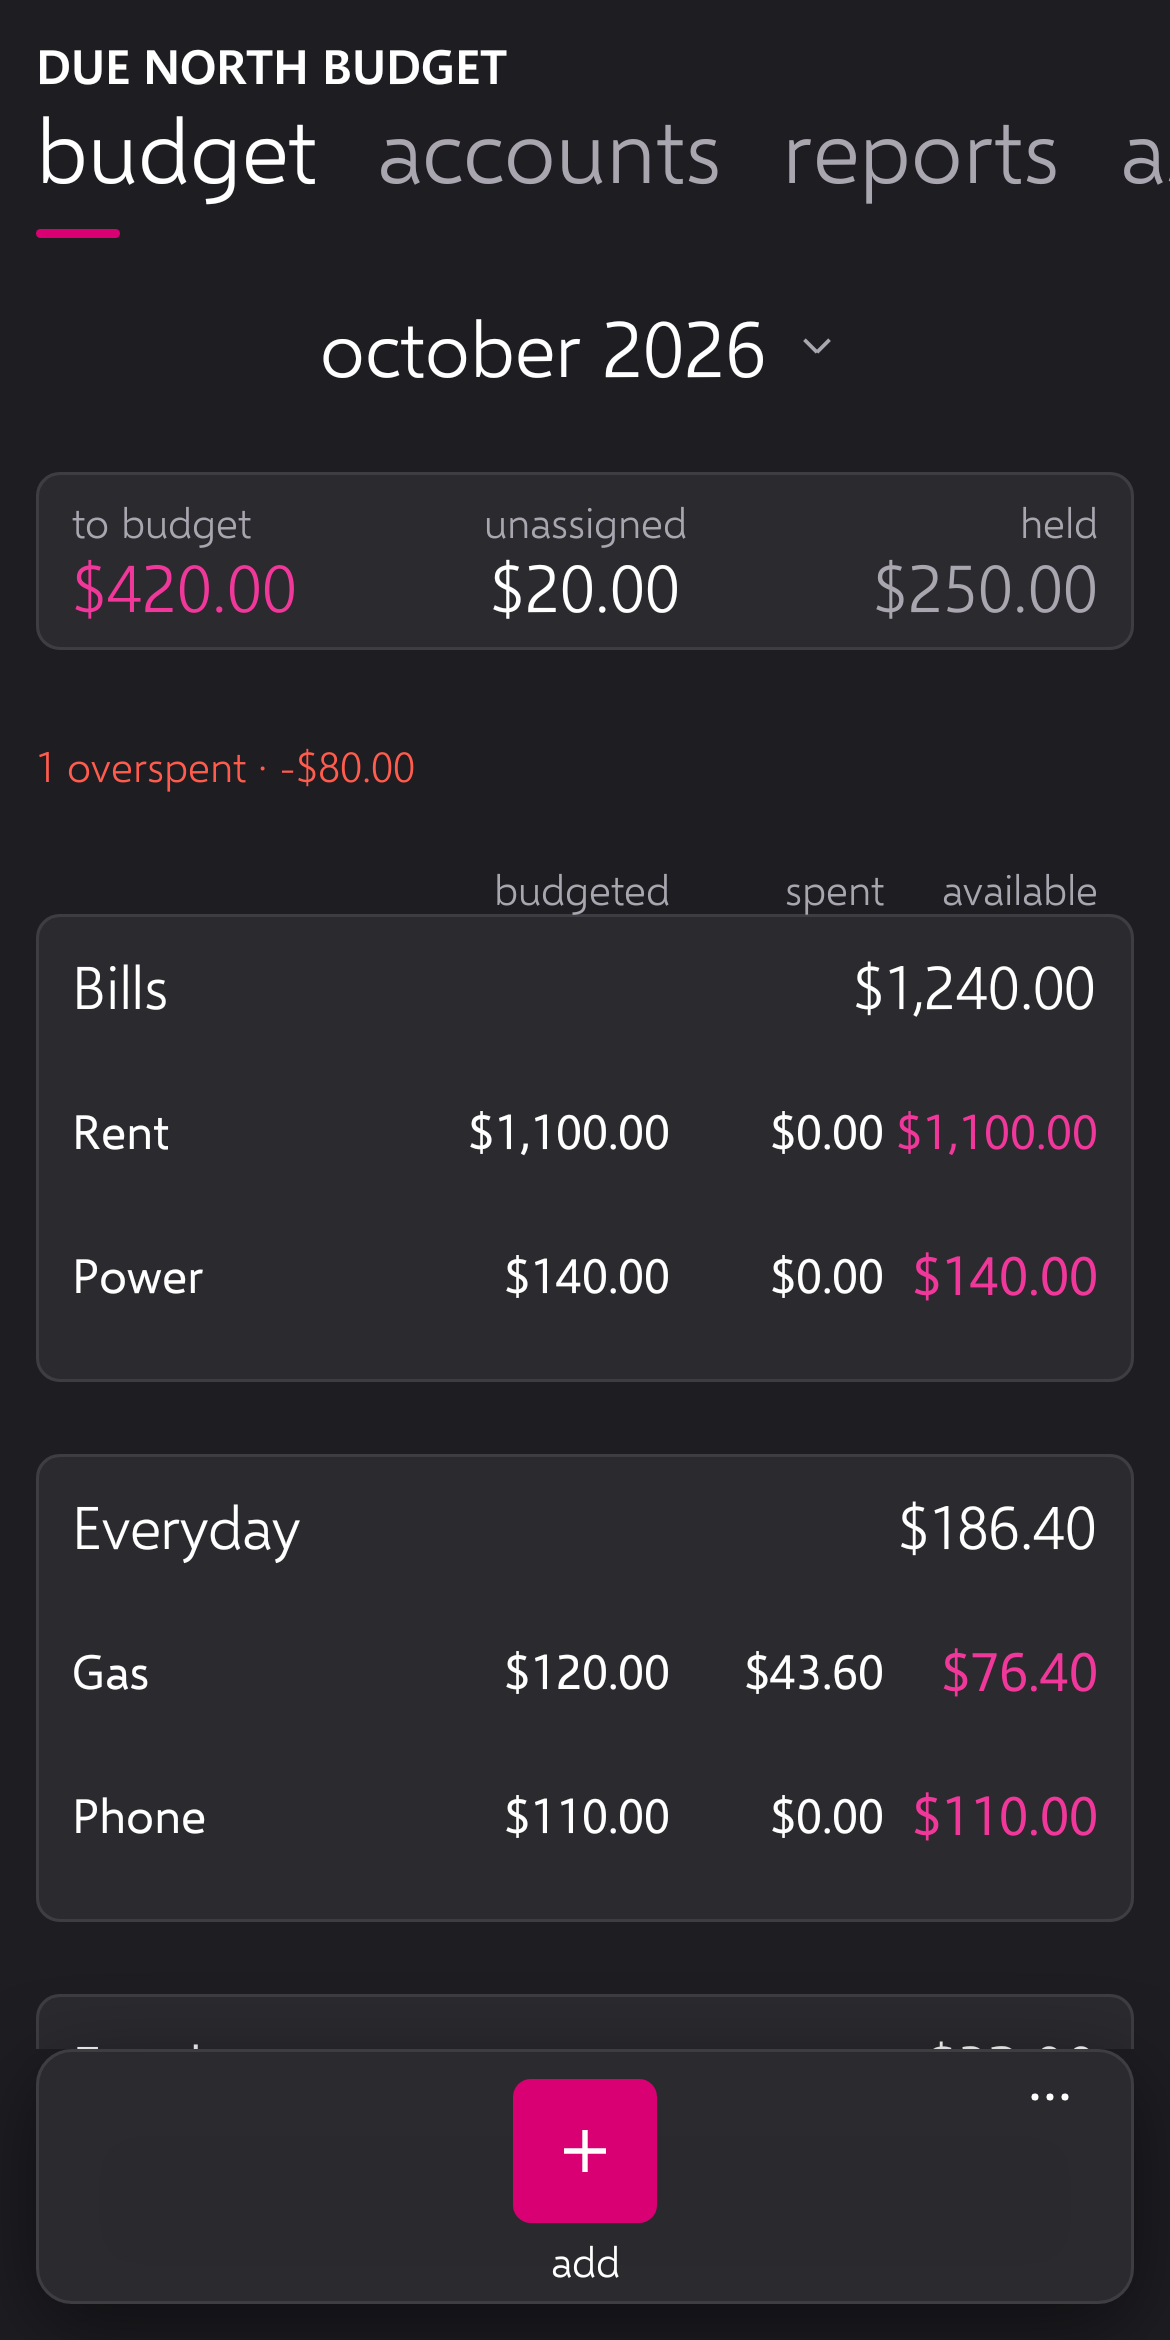 DUE NORTH BUDGET
budget accounts reports
october 2026
to budget unassigned held
$420.00 $20.00 $250.00
1 overspent · -$80.00
budgeted spent available
Bills $1,240.00
Rent $1,100.00 $0.00 $1,100.00
Power $140.00 $0.00 $140.00
Everyday $186.40
Gas $120.00 $43.60 $76.40
Phone $110.00 $0.00 $110.00
add